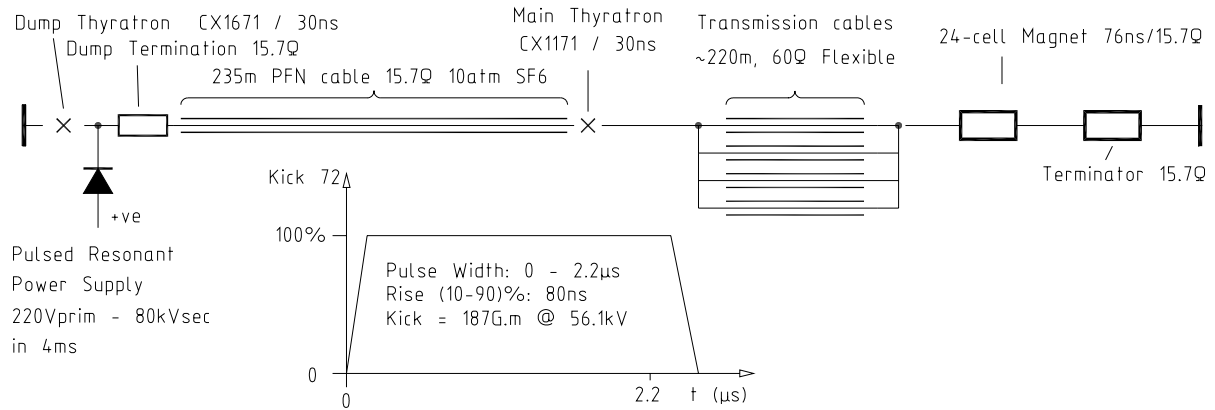 Dump Thyratron CX1671 / 30ns
Dump Termination 15.7Ω
235m PFN cable 15.7Ω 10atm SF6
Main Thyratron
CX1171 / 30ns
Transmission cables
~220m, 60Ω Flexible
24-cell Magnet 76ns/15.7Ω
Terminator 15.7Ω
+ve
Pulsed Resonant
Power Supply
220Vprim - 80kVsec
in 4ms
Kick 72
100%
Pulse Width: 0 - 2.2µs
Rise (10-90)%: 80ns
Kick = 187G.m @ 56.1kV
0
0
2.2
t (µs)